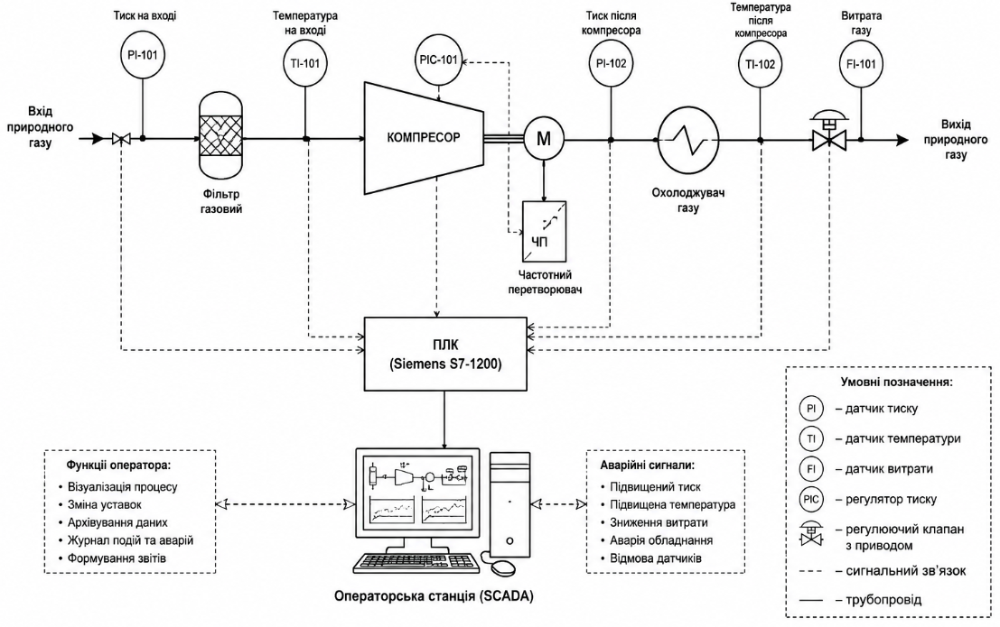 Тиск на вході
Температура
на вході
Тиск після
компресора
Температура
після
компресора
Витрата
газу
PI-101
TI-101
PIC-101
PI-102
TI-102
FI-101
Вхід
природного
газу
КОМПРЕСОР
М
Вихід
природного
газу
Фільтр
газовий
Охолоджувач
газу
ЧП
Частотний
перетворювач
ПЛК
(Siemens S7-1200)
Функції оператора:
• Візуалізація процесу
• Зміна уставок
• Архівування даних
• Журнал подій та аварій
• Формування звітів
Аварійні сигнали:
• Підвищений тиск
• Підвищена температура
• Зниження витрати
• Аварія обладнання
• Відмова датчиків
Операторська станція (SCADA)
Умовні позначення:
PI – датчик тиску
TI – датчик температури
FI – датчик витрати
PIC – регулятор тиску
– регулюючий клапан
з приводом
– сигнальний зв'язок
– трубопровід